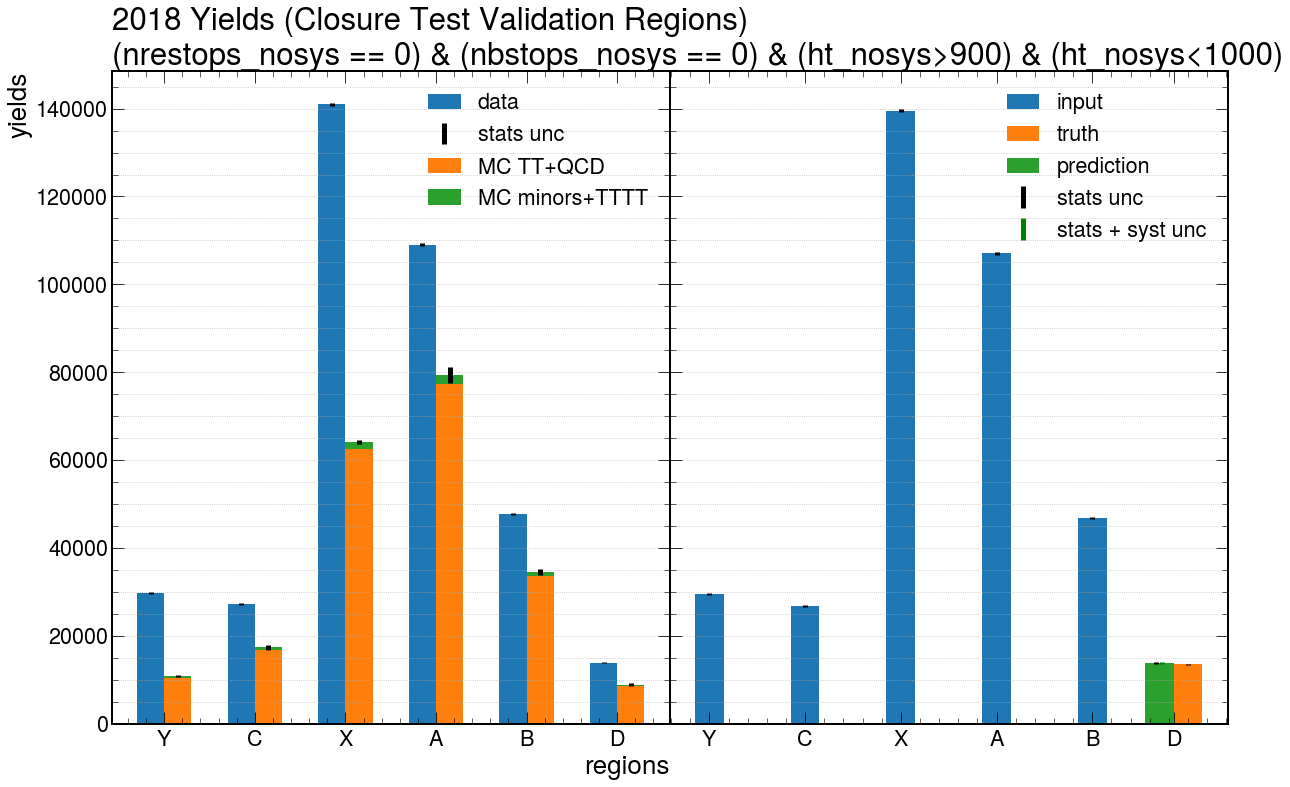 2018 Yields (Closure Test Validation Regions)
(nrestops_nosys == 0) & (nbstops_nosys == 0) & (ht_nosys>900) & (ht_nosys<1000)
yields
140000
120000
100000
80000
60000
40000
20000
0
data
stats unc
MC TT+QCD
MC minors+TTTT
input
truth
prediction
stats unc
stats + syst unc
Y C X A B D
Y C X A B D
regions